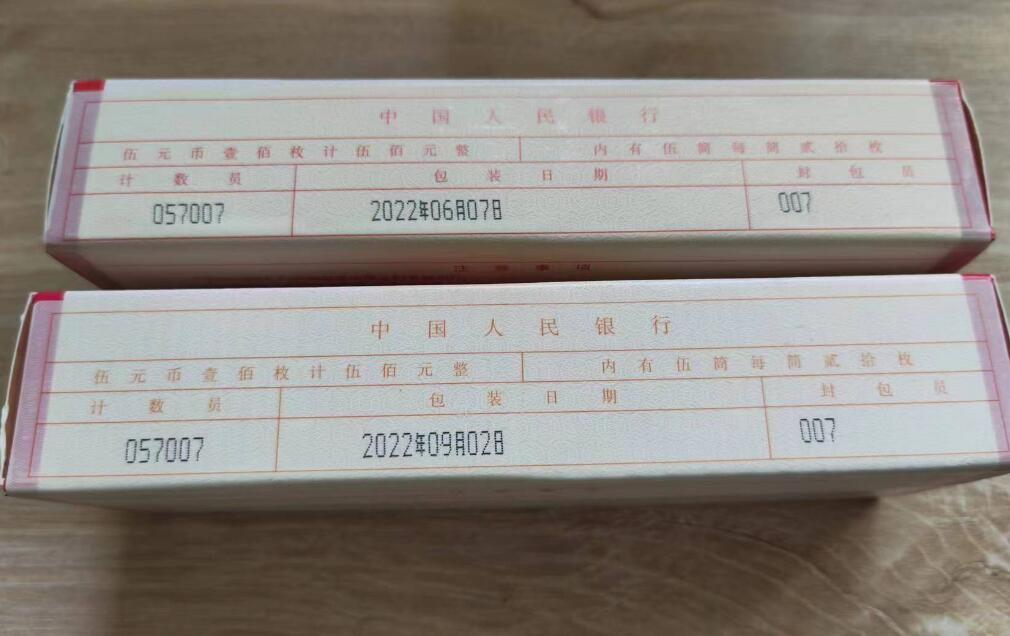 中国人民银行
伍元币壹佰枚计伍佰元整 内有伍筒每筒贰拾枚
计数员 包装日期 封包员
057007 2022年06月07日 007
注意事项
中国人民银行
伍元币壹佰枚计伍佰元整 内有伍筒每筒贰拾枚
计数员 包装日期 封包员
057007 2022年09月02日 007